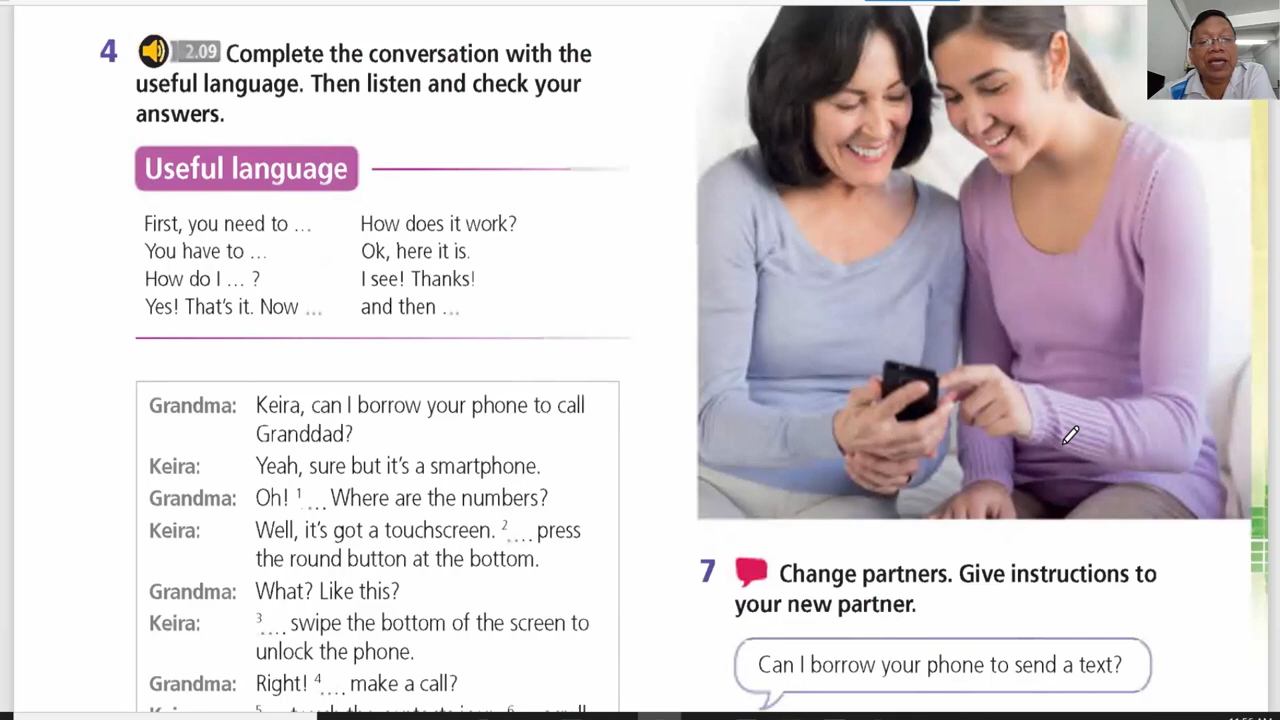 4 2.09 Complete the conversation with the
useful language. Then listen and check your
answers.
Useful language
First, you need to …
You have to …
How do I … ?
Yes! That's it. Now …
How does it work?
Ok, here it is.
I see! Thanks!
and then …
Grandma: Keira, can I borrow your phone to call
Granddad?
Keira: Yeah, sure but it's a smartphone.
Grandma: Oh! 1 .... Where are the numbers?
Keira: Well, it's got a touchscreen. 2 .... press
the round button at the bottom.
Grandma: What? Like this?
Keira: 3 .... swipe the bottom of the screen to
unlock the phone.
Grandma: Right! 4 .... make a call?
7 Change partners. Give instructions to
your new partner.
Can I borrow your phone to send a text?